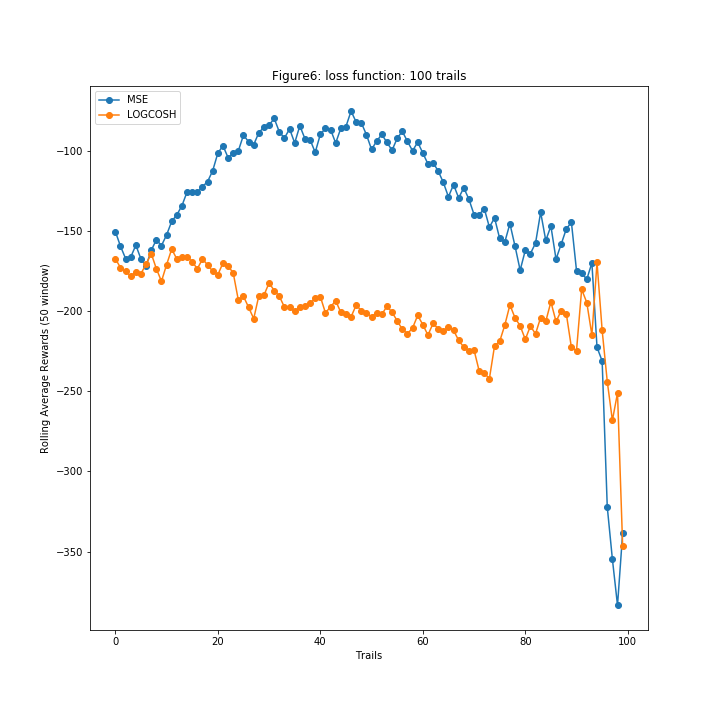 Figure6: loss function: 100 trails
MSE
LOGCOSH
−100
−150
−200
−250
−300
−350
Rolling Average Rewards (50 window)
0 20 40 60 80 100
Trails